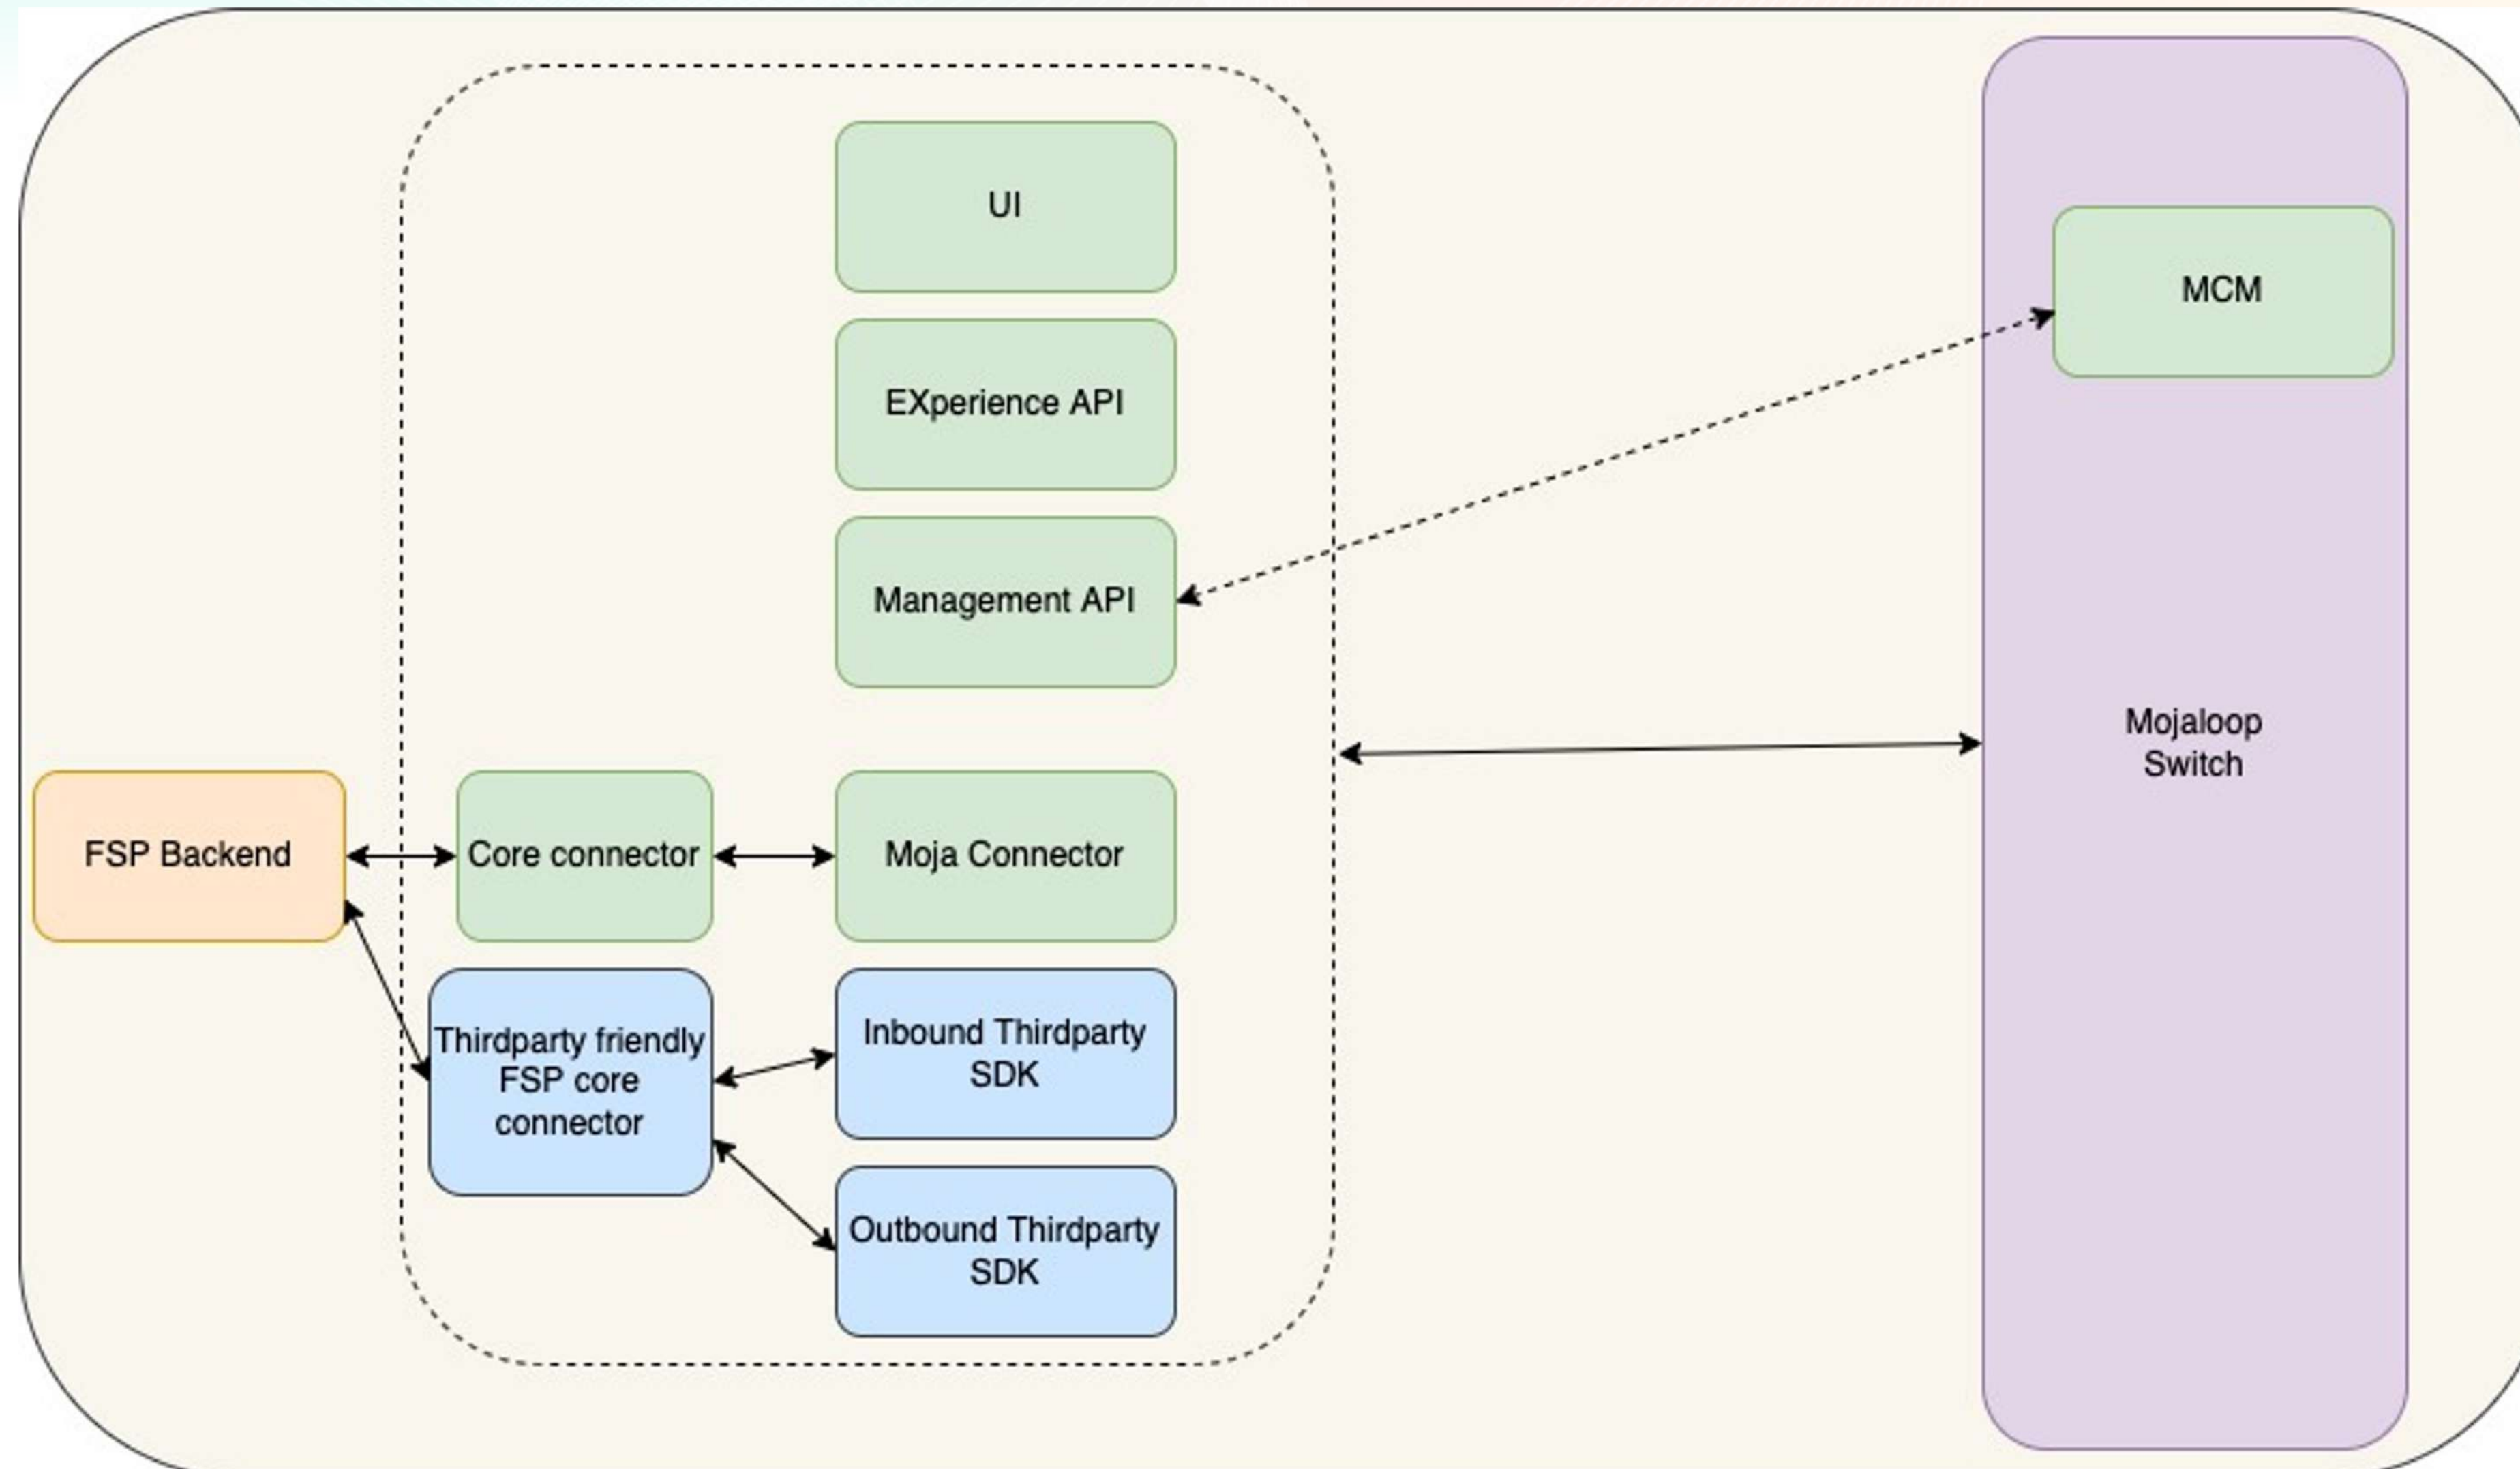 UI
MCM
EXperience API
Management API
Mojaloop
Switch
FSP Backend
Core connector
Moja Connector
Thirdparty friendly
FSP core
connector
Inbound Thirdparty
SDK
Outbound Thirdparty
SDK